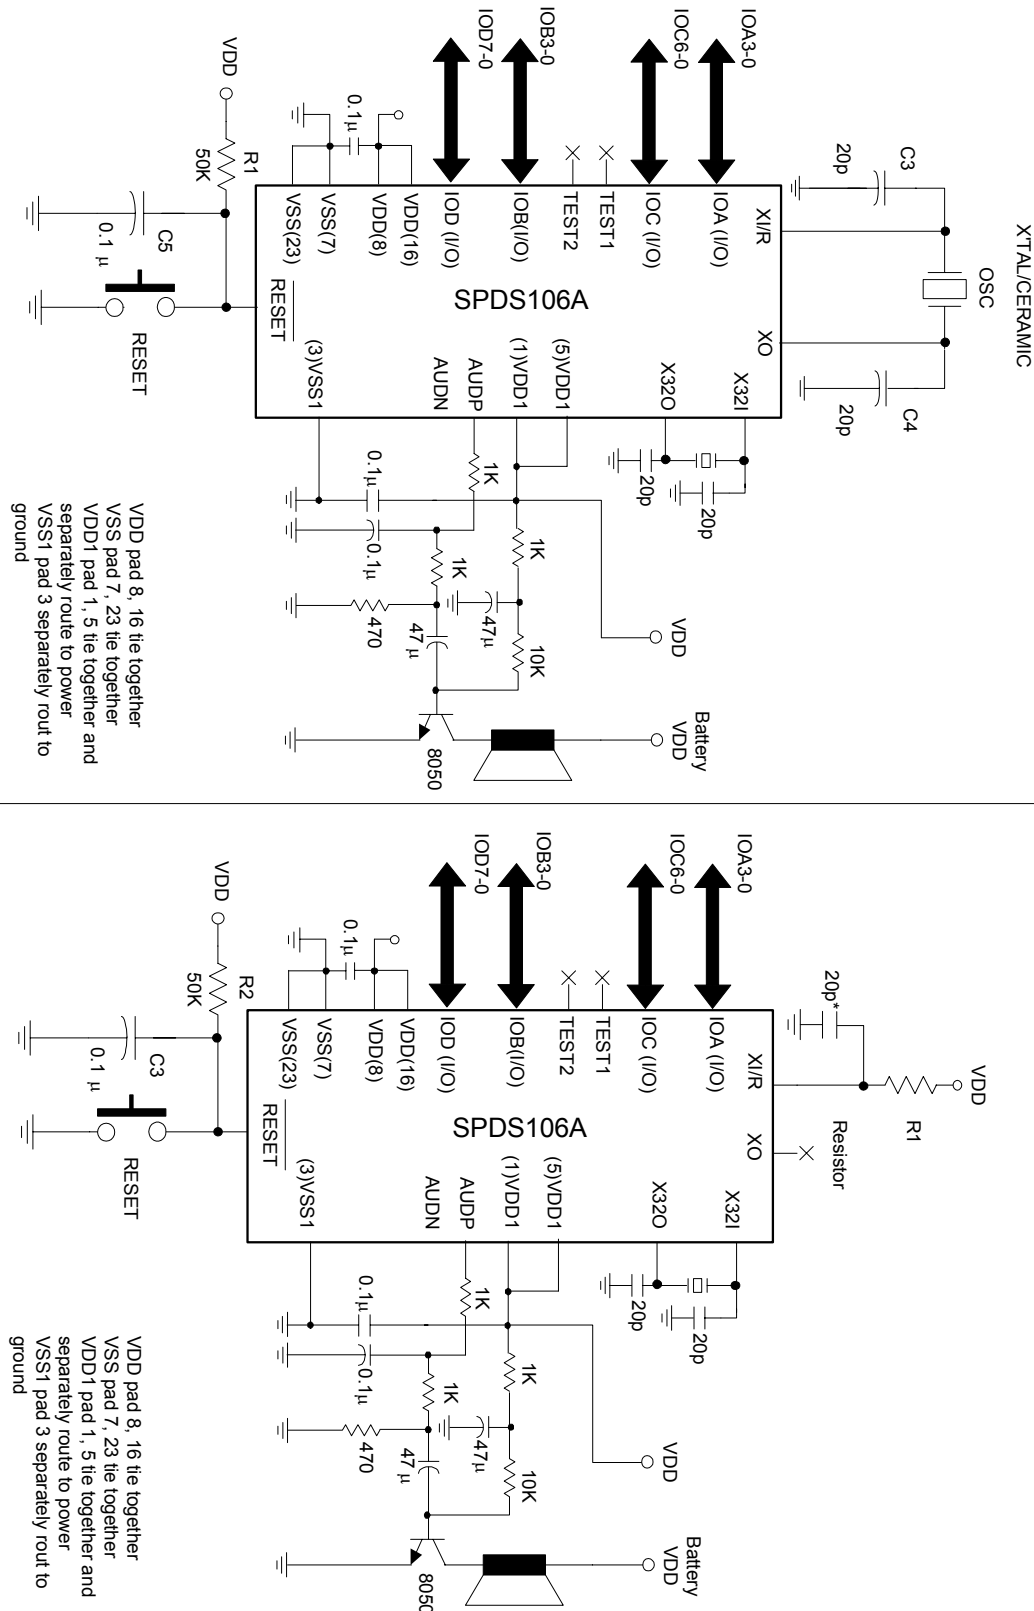 X'TAL/CERAMIC
OSC
C3
20p
C4
20p
IOA3-0
IOC6-0
IOB3-0
IOD7-0
VDD
R1
50K
0.1μ
C5
0.1 μ
RESET
XI/R
XO
IOA (I/O)
IOC (I/O)
TEST1
TEST2
IOB(I/O)
IOD (I/O)
VDD(16)
VDD(8)
VSS(7)
VSS(23)
RESET
SPDS106A
X32I
X32O
(5)VDD1
(1)VDD1
AUDP
AUDN
(3)VSS1
20p
20p
1K
0.1μ
0.1μ
1K
1K
470
47μ
47μ
10K
VDD
Battery
VDD
8050
VDD pad 8, 16 tie together
VSS pad 7, 23 tie together
VDD1 pad 1, 5 tie together and
separately route to power
VSS1 pad 3 separately rout to
ground
VDD
R1
Resistor
20p*
IOA3-0
IOC6-0
IOB3-0
IOD7-0
VDD
R2
50K
0.1μ
C3
0.1 μ
RESET
XI/R
XO
IOA (I/O)
IOC (I/O)
TEST1
TEST2
IOB(I/O)
IOD (I/O)
VDD(16)
VDD(8)
VSS(7)
VSS(23)
RESET
SPDS106A
X32I
X32O
(5)VDD1
(1)VDD1
AUDP
AUDN
(3)VSS1
20p
20p
1K
0.1μ
0.1μ
1K
1K
470
47μ
47μ
10K
VDD
Battery
VDD
8050
VDD pad 8, 16 tie together
VSS pad 7, 23 tie together
VDD1 pad 1, 5 tie together and
separately route to power
VSS1 pad 3 separately rout to
ground